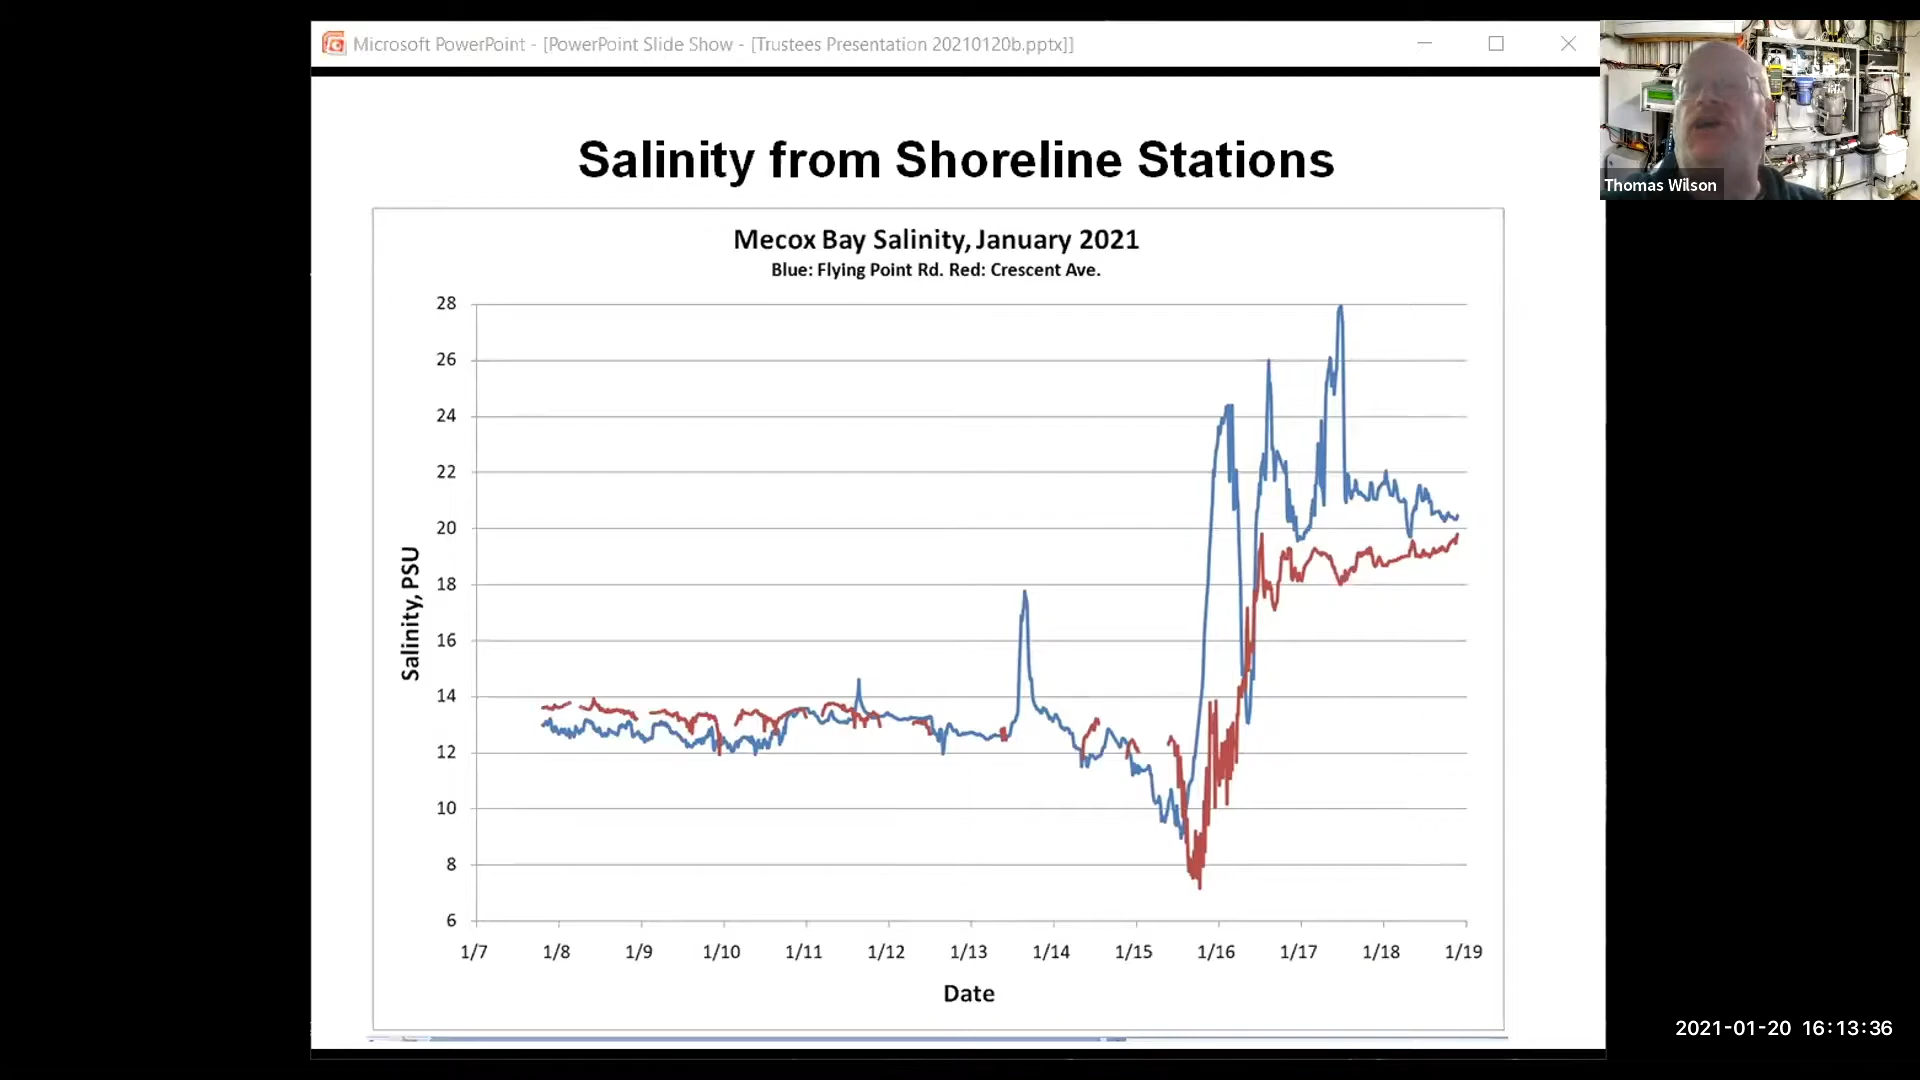 Microsoft PowerPoint - [PowerPoint Slide Show - [Trustees Presentation 20210120b.pptx]]
Thomas Wilson
Salinity from Shoreline Stations
Mecox Bay Salinity, January 2021
Blue: Flying Point Rd. Red: Crescent Ave.
28
26
24
22
20
18
16
14
12
10
8
6
Salinity, PSU
1/7 1/8 1/9 1/10 1/11 1/12 1/13 1/14 1/15 1/16 1/17 1/18 1/19
Date
2021-01-20 16:13:36